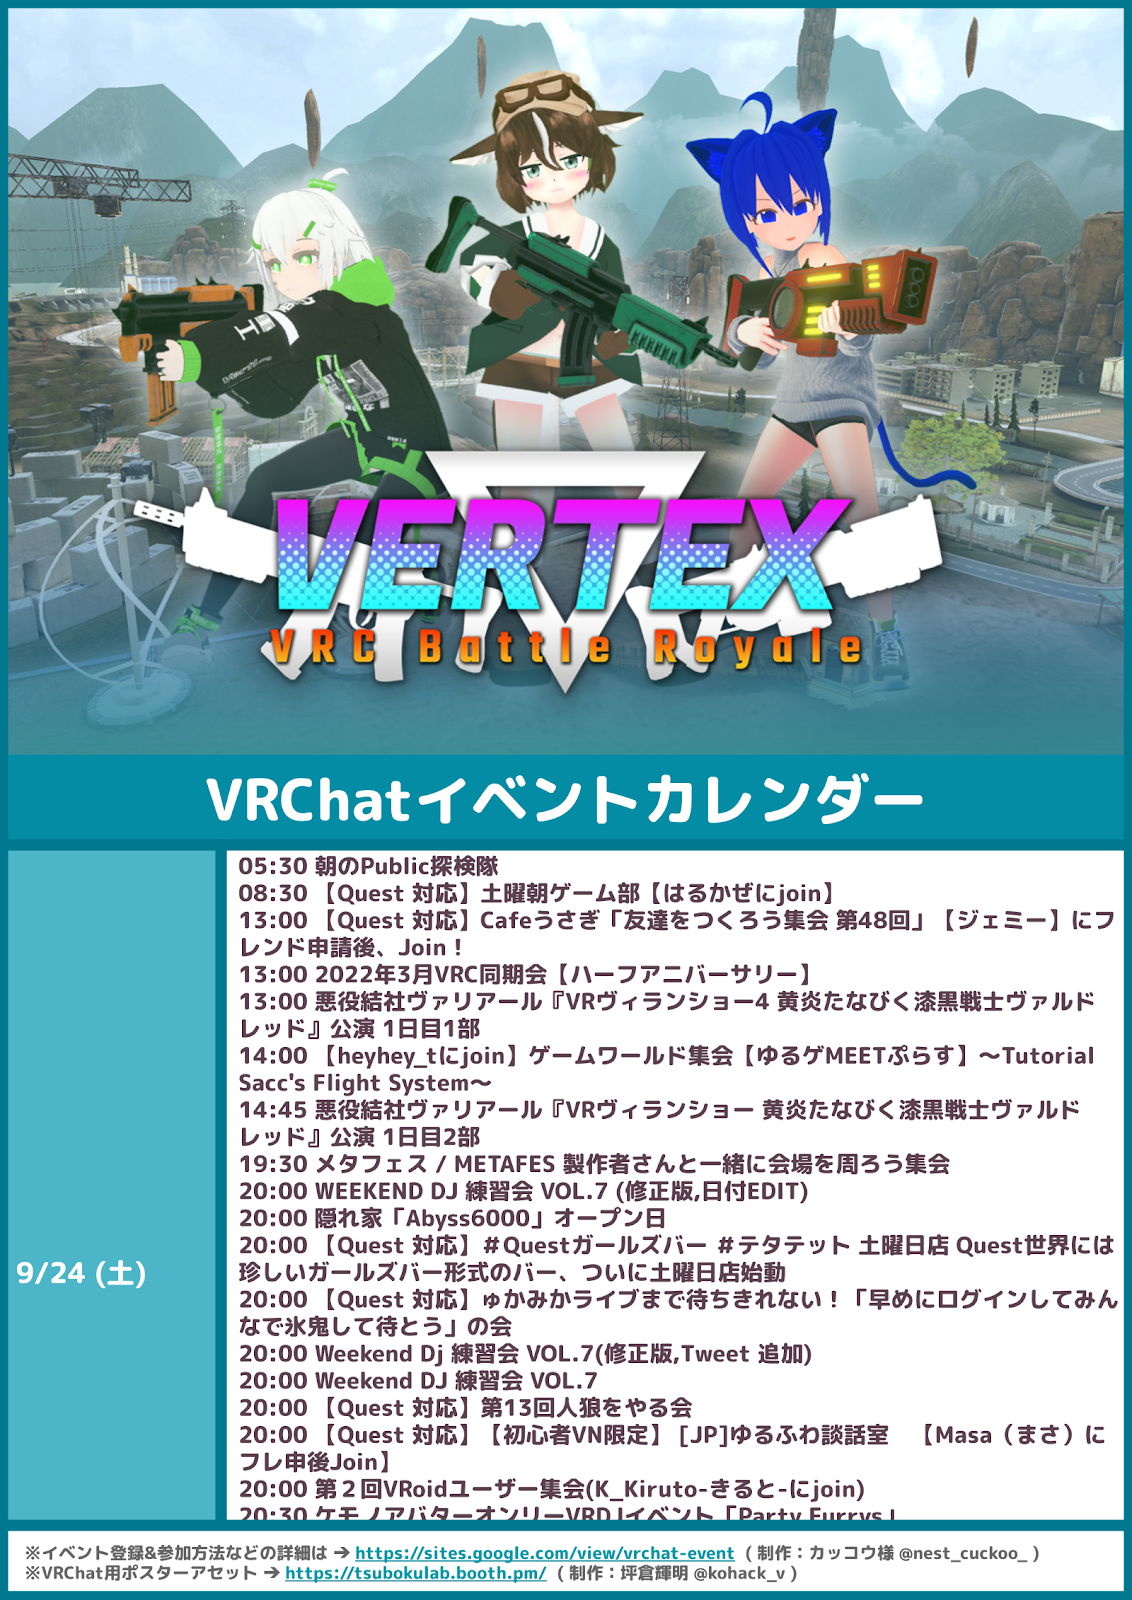 VERTEX
VRC Battle Royale
VRChatイベントカレンダー
9/24 (土)
05:30 朝のPublic探検隊
08:30 【Quest 対応】土曜朝ゲーム部【はるかぜにjoin】
13:00 【Quest 対応】Cafeうさぎ「友達をつくろう集会 第48回」【ジェミー】にフ
レンド申請後、Join！
13:00 2022年3月VRC同期会【ハーフアニバーサリー】
13:00 悪役結社ヴァリアール『VRヴィランショー4 黄炎たなびく漆黒戦士ヴァルド
レッド』公演 1日目1部
14:00 【heyhey_tにjoin】ゲームワールド集会【ゆるゲMEETぷらす】～Tutorial
Sacc's Flight System～
14:45 悪役結社ヴァリアール『VRヴィランショー 黄炎たなびく漆黒戦士ヴァルド
レッド』公演 1日目2部
19:30 メタフェス / METAFES 製作者さんと一緒に会場を周ろう集会
20:00 WEEKEND DJ 練習会 VOL.7 (修正版,日付EDIT)
20:00 隠れ家「Abyss6000」オープン日
20:00 【Quest 対応】＃Questガールズバー ＃テタテット 土曜日店 Quest世界には
珍しいガールズバー形式のバー、ついに土曜日店始動
20:00 【Quest 対応】ゅかみかライブまで待ちきれない！「早めにログインしてみん
なで氷鬼して待とう」の会
20:00 Weekend Dj 練習会 VOL.7(修正版,Tweet 追加)
20:00 Weekend DJ 練習会 VOL.7
20:00 【Quest 対応】第13回人狼をやる会
20:00 【Quest 対応】【初心者VN限定】 [JP]ゆるふわ談話室　【Masa（まさ）に
フレ申後Join】
20:00 第２回VRoidユーザー集会(K_Kiruto-きると-にjoin)
20:30 ケモノアバターオンリーVRDJイベント「Party Furrys」
※イベント登録&参加方法などの詳細は → https://sites.google.com/view/vrchat-event ( 制作：カッコウ様 @nest_cuckoo_ )
※VRChat用ポスターアセット → https://tsubokulab.booth.pm/ ( 制作：坪倉輝明 @kohack_v )